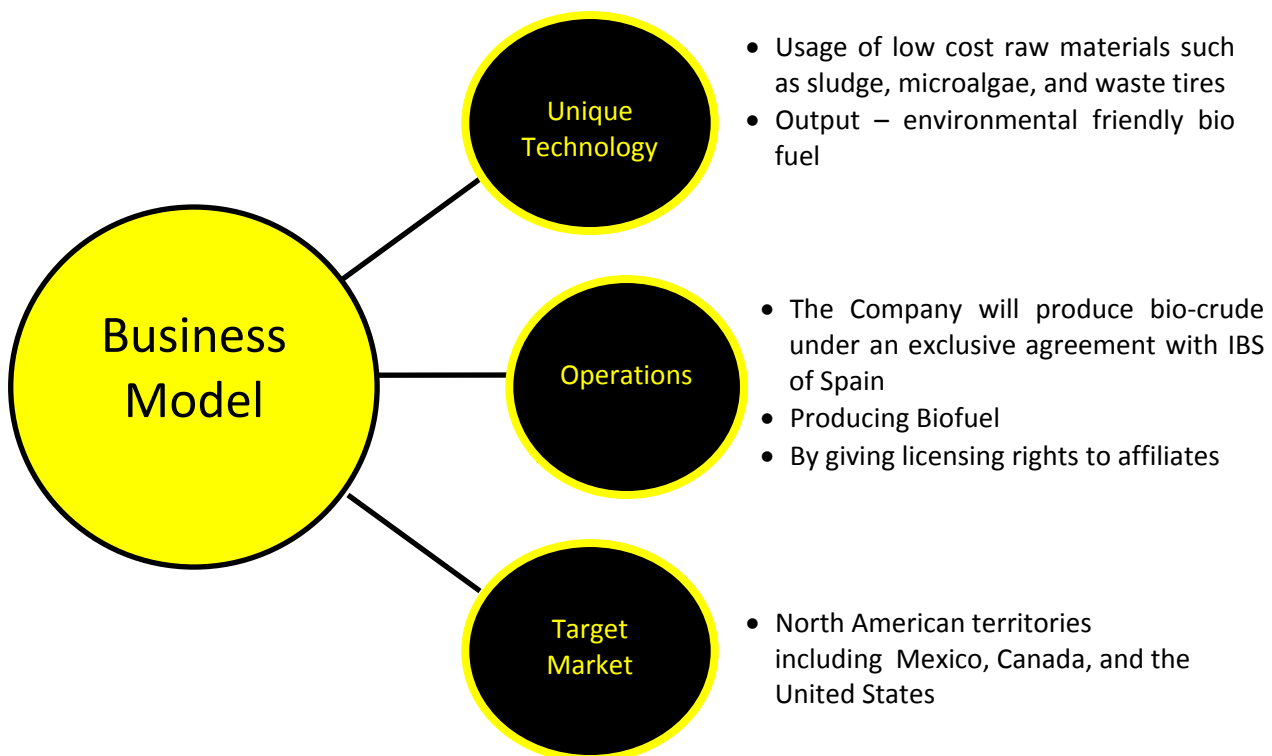 Business
Model
Unique
Technology
• Usage of low cost raw materials such
as sludge, microalgae, and waste tires
• Output – environmental friendly bio
fuel
Operations
• The Company will produce bio-crude
under an exclusive agreement with IBS
of Spain
• Producing Biofuel
• By giving licensing rights to affiliates
Target
Market
• North American territories
including Mexico, Canada, and the
United States